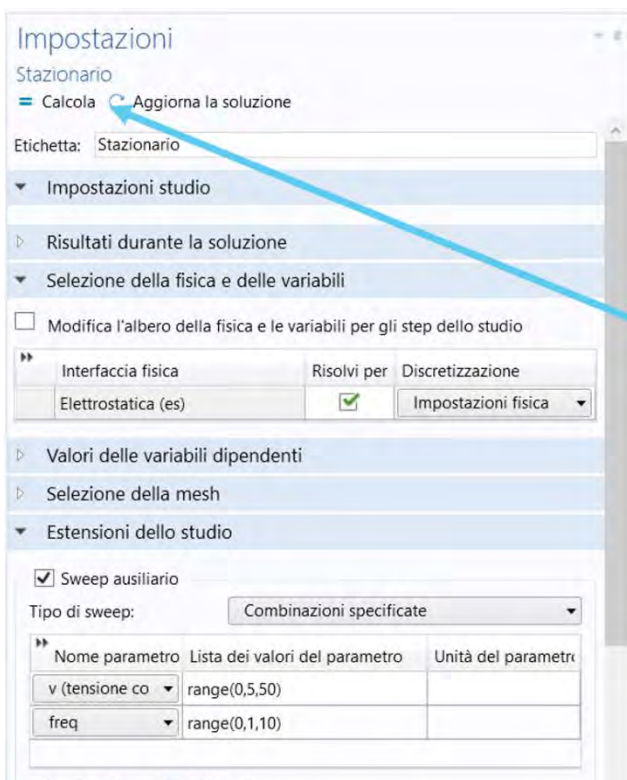 Impostazioni
Stazionario
= Calcola Aggiorna la soluzione
Etichetta: Stazionario
Impostazioni studio
Risultati durante la soluzione
Selezione della fisica e delle variabili
Modifica l'albero della fisica e le variabili per gli step dello studio
Interfaccia fisica Risolvi per Discretizzazione
Elettrostatica (es) Impostazioni fisica
Valori delle variabili dipendenti
Selezione della mesh
Estensioni dello studio
Sweep ausiliario
Tipo di sweep: Combinazioni specificate
Nome parametro Lista dei valori del parametro Unità del parametro
v (tensione co range(0,5,50)
freq range(0,1,10)